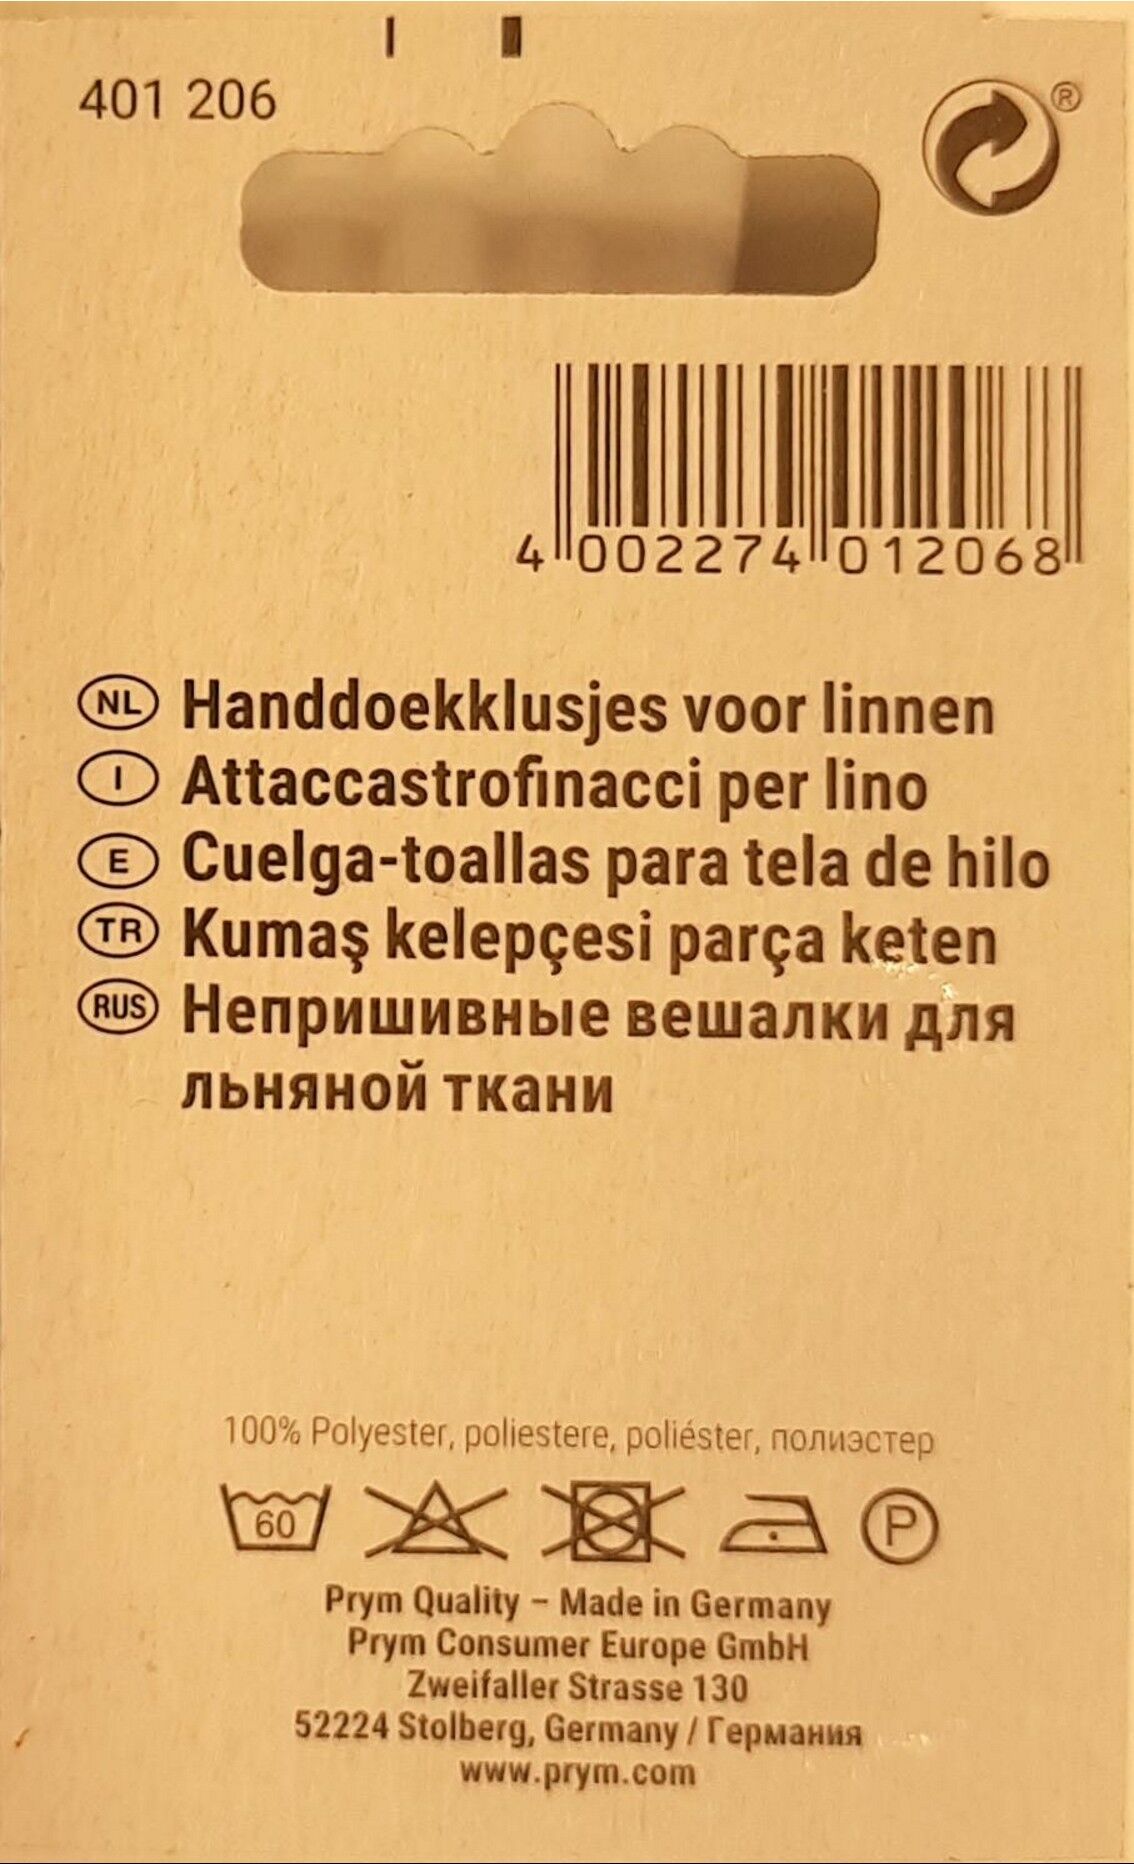 401 206
®
4 002274 012068
NL Handdoekklusjes voor linnen
I Attaccastrofinacci per lino
E Cuelga-toallas para tela de hilo
TR Kumaş kelepçesi parça keten
RUS Непришивные вешалки для
льняной ткани
100% Polyester, poliestere, poliéster, полиэстер
60 P
Prym Quality – Made in Germany
Prym Consumer Europe GmbH
Zweifaller Strasse 130
52224 Stolberg, Germany / Германия
www.prym.com